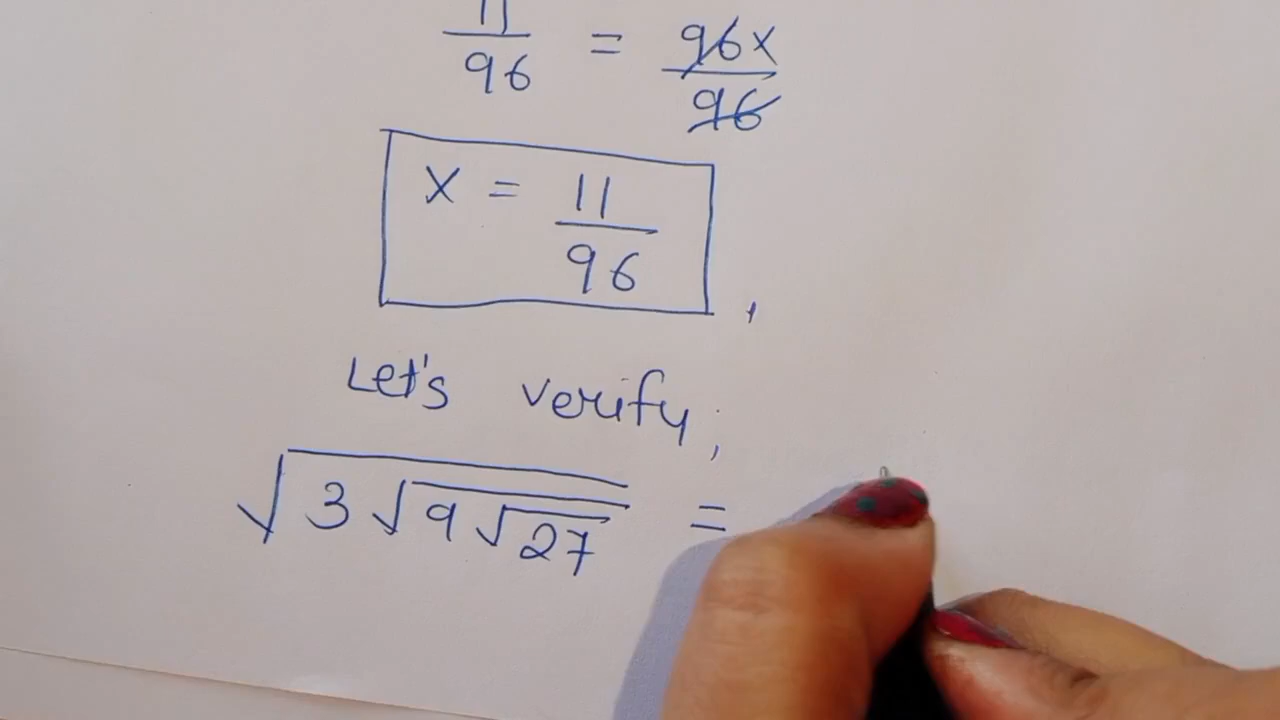 11/96 = 96x/96
x = 11/96 ,
Let's verify;
√(3√(9√27)) =